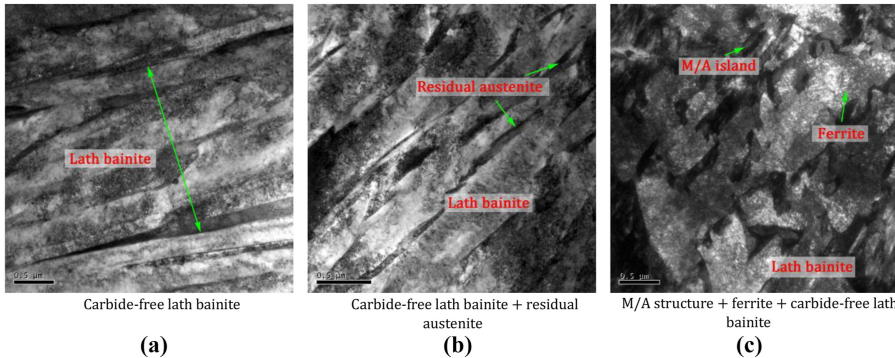 Lath bainite
0.5 μm
Carbide-free lath bainite
(a)
Residual austenite
Lath bainite
0.5 μm
Carbide-free lath bainite + residual
austenite
(b)
M/A island
Ferrite
Lath bainite
0.5 μm
M/A structure + ferrite + carbide-free lath
bainite
(c)